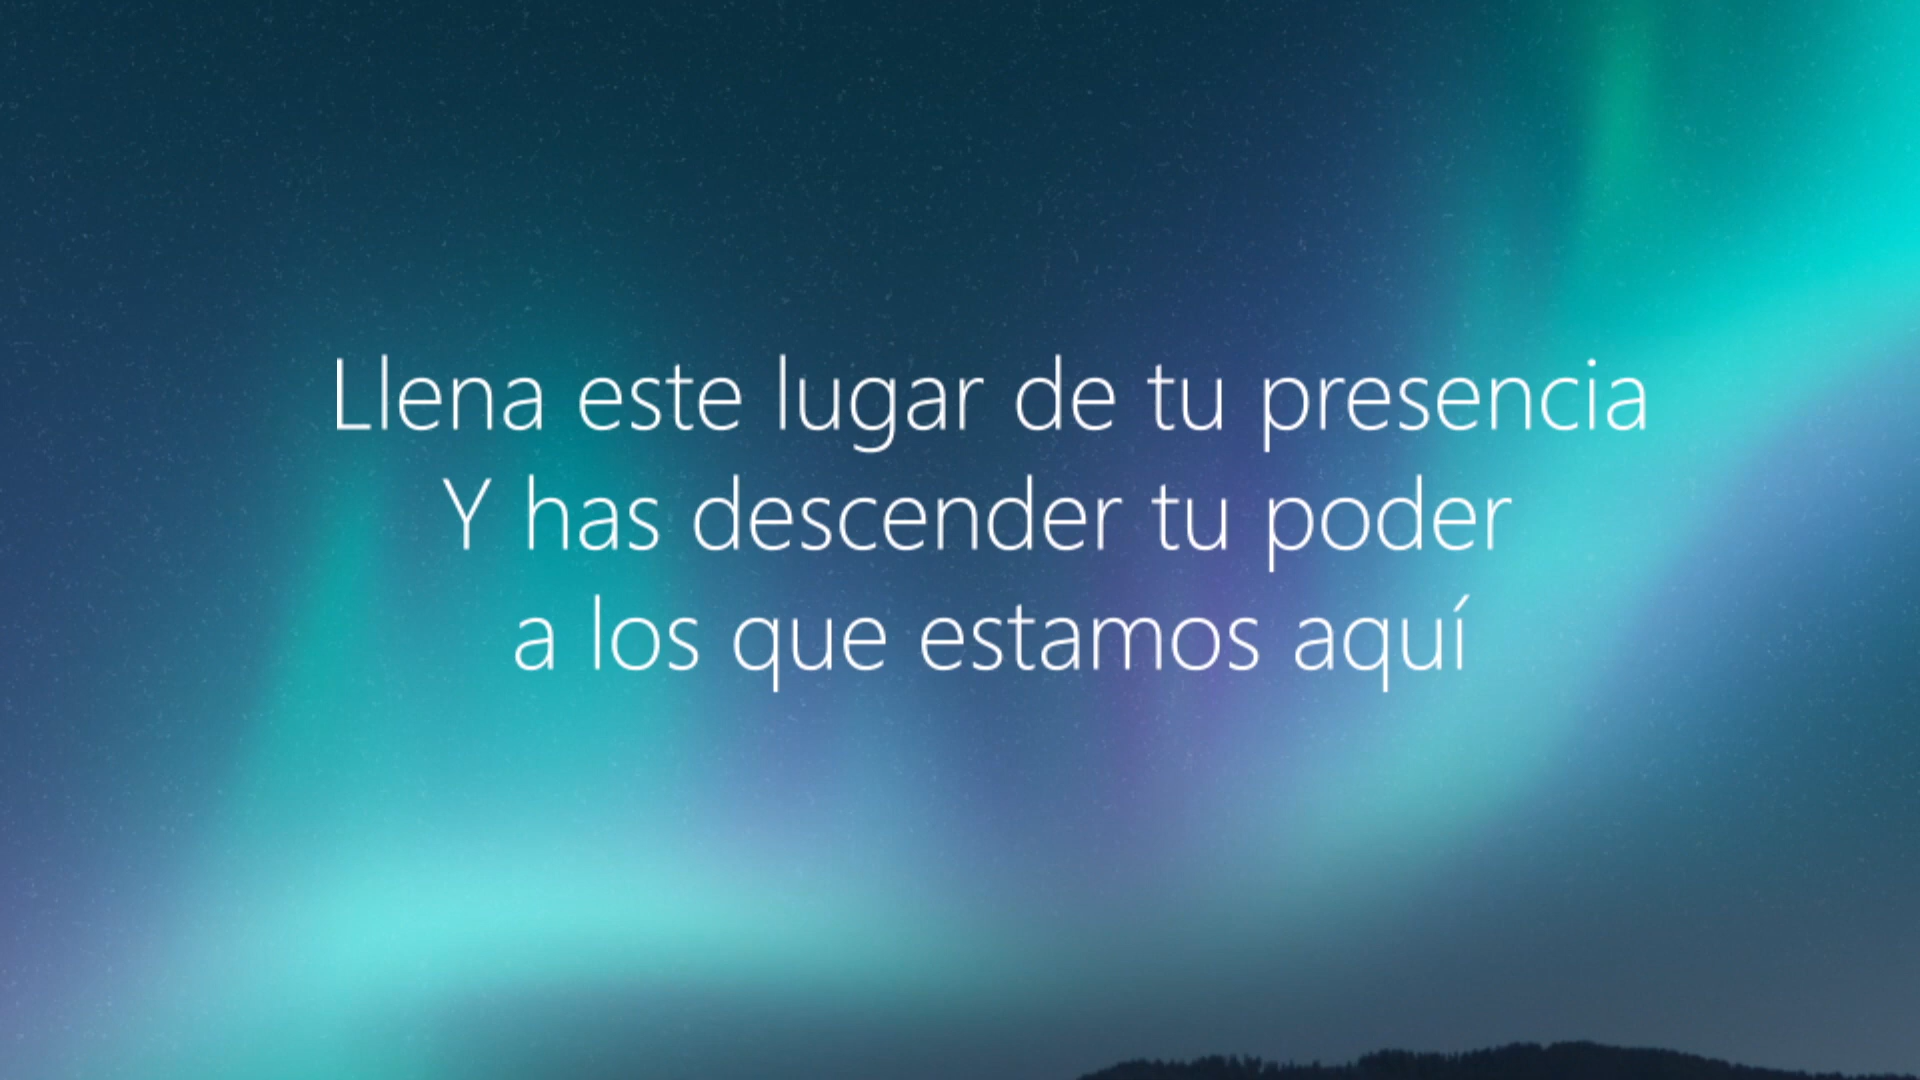 Llena este lugar de tu presencia
Y has descender tu poder
a los que estamos aquí